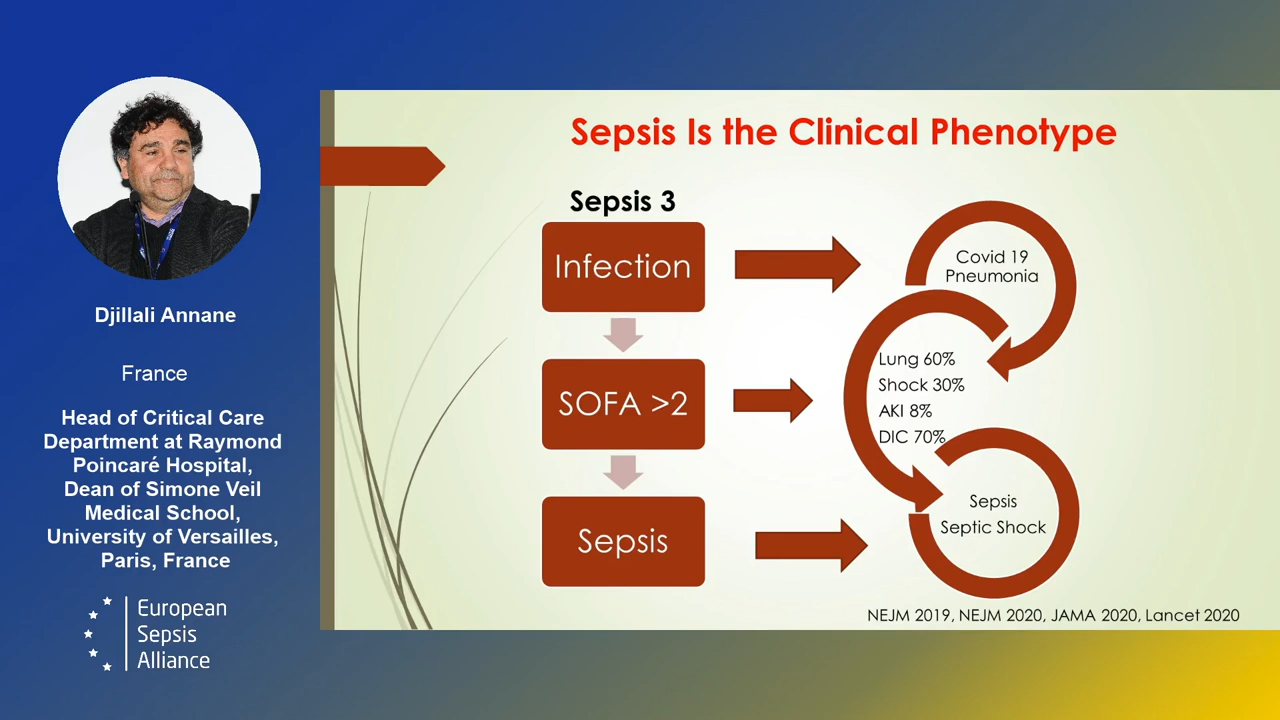 Djillali Annane
France
Head of Critical Care
Department at Raymond
Poincaré Hospital,
Dean of Simone Veil
Medical School,
University of Versailles,
Paris, France
European
Sepsis
Alliance
Sepsis Is the Clinical Phenotype
Sepsis 3
Infection
SOFA >2
Sepsis
Covid 19
Pneumonia
Lung 60%
Shock 30%
AKI 8%
DIC 70%
Sepsis
Septic Shock
NEJM 2019, NEJM 2020, JAMA 2020, Lancet 2020